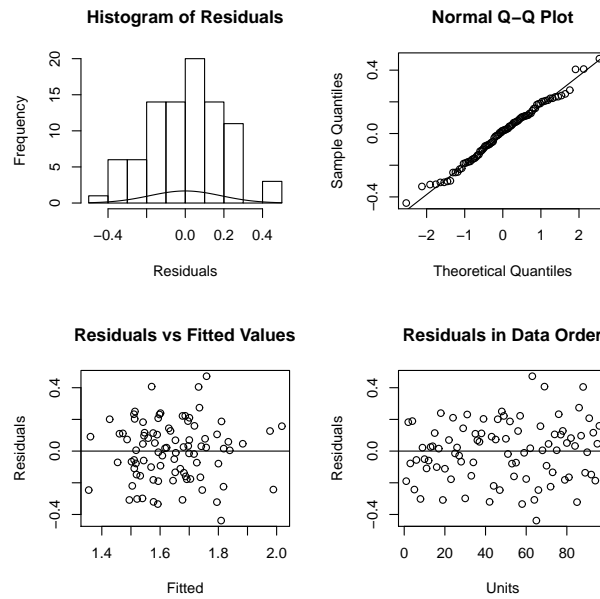 Histogram of Residuals
Frequency
0 5 10 15 20
−0.4 0.0 0.2 0.4
Residuals
Normal Q−Q Plot
Sample Quantiles
−0.4 0.0 0.4
−2 −1 0 1 2
Theoretical Quantiles
Residuals vs Fitted Values
Residuals
−0.4 0.0 0.4
1.4 1.6 1.8 2.0
Fitted
Residuals in Data Order
Residuals
−0.4 0.0 0.4
0 20 40 60 80
Units